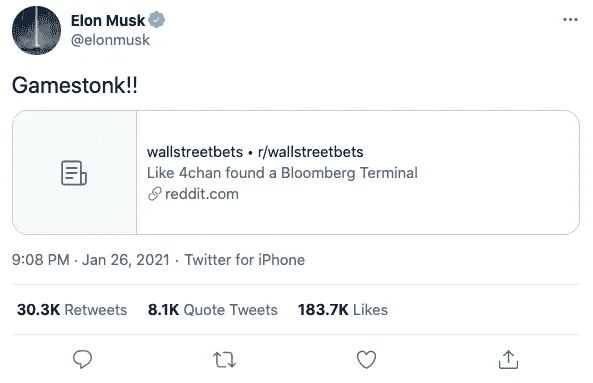 Elon Musk
@elonmusk
Gamestonk!!
wallstreetbets • r/wallstreetbets
Like 4chan found a Bloomberg Terminal
reddit.com
9:08 PM · Jan 26, 2021 · Twitter for iPhone
30.3K Retweets 8.1K Quote Tweets 183.7K Likes